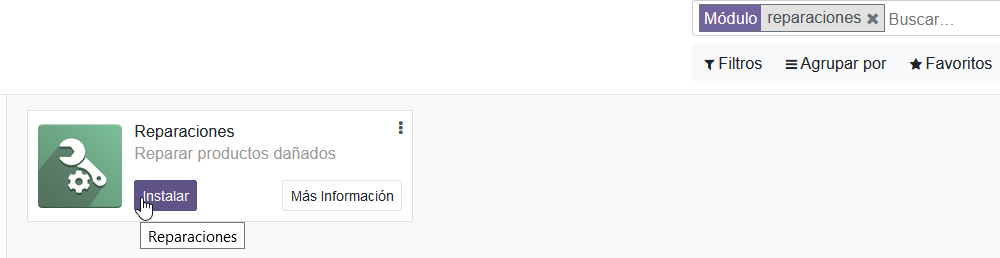 Módulo reparaciones ✖ Buscar...
Filtros Agrupar por Favoritos
Reparaciones
Reparar productos dañados
Instalar Más Información
Reparaciones